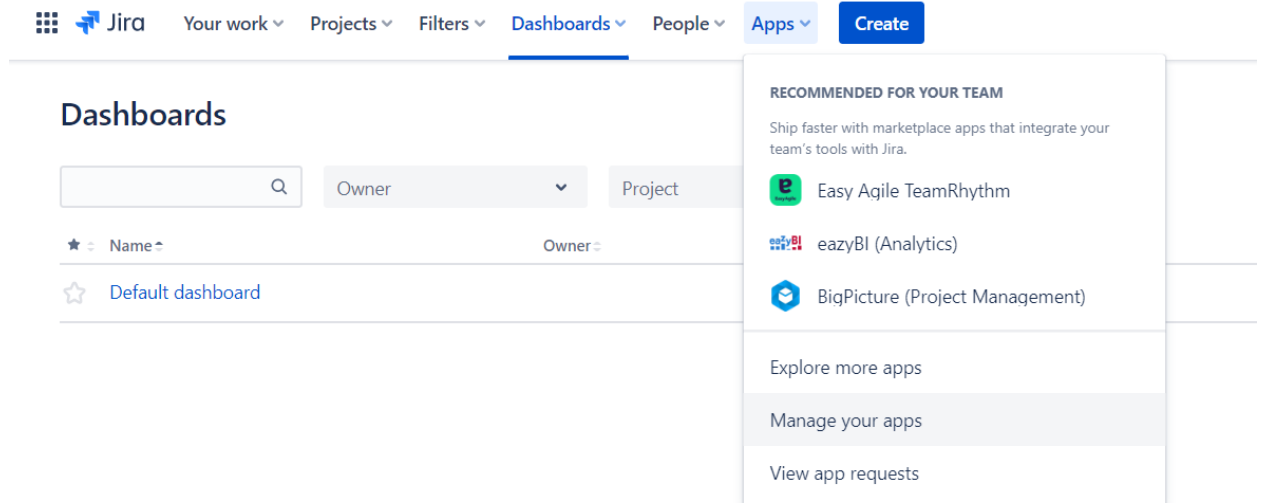 Jira Your work Projects Filters Dashboards People Apps Create
Dashboards
Owner Project
Name Owner
Default dashboard
RECOMMENDED FOR YOUR TEAM
Ship faster with marketplace apps that integrate your
team's tools with Jira.
Easy Agile TeamRhythm
eazyBI eazyBI (Analytics)
BigPicture (Project Management)
Explore more apps
Manage your apps
View app requests